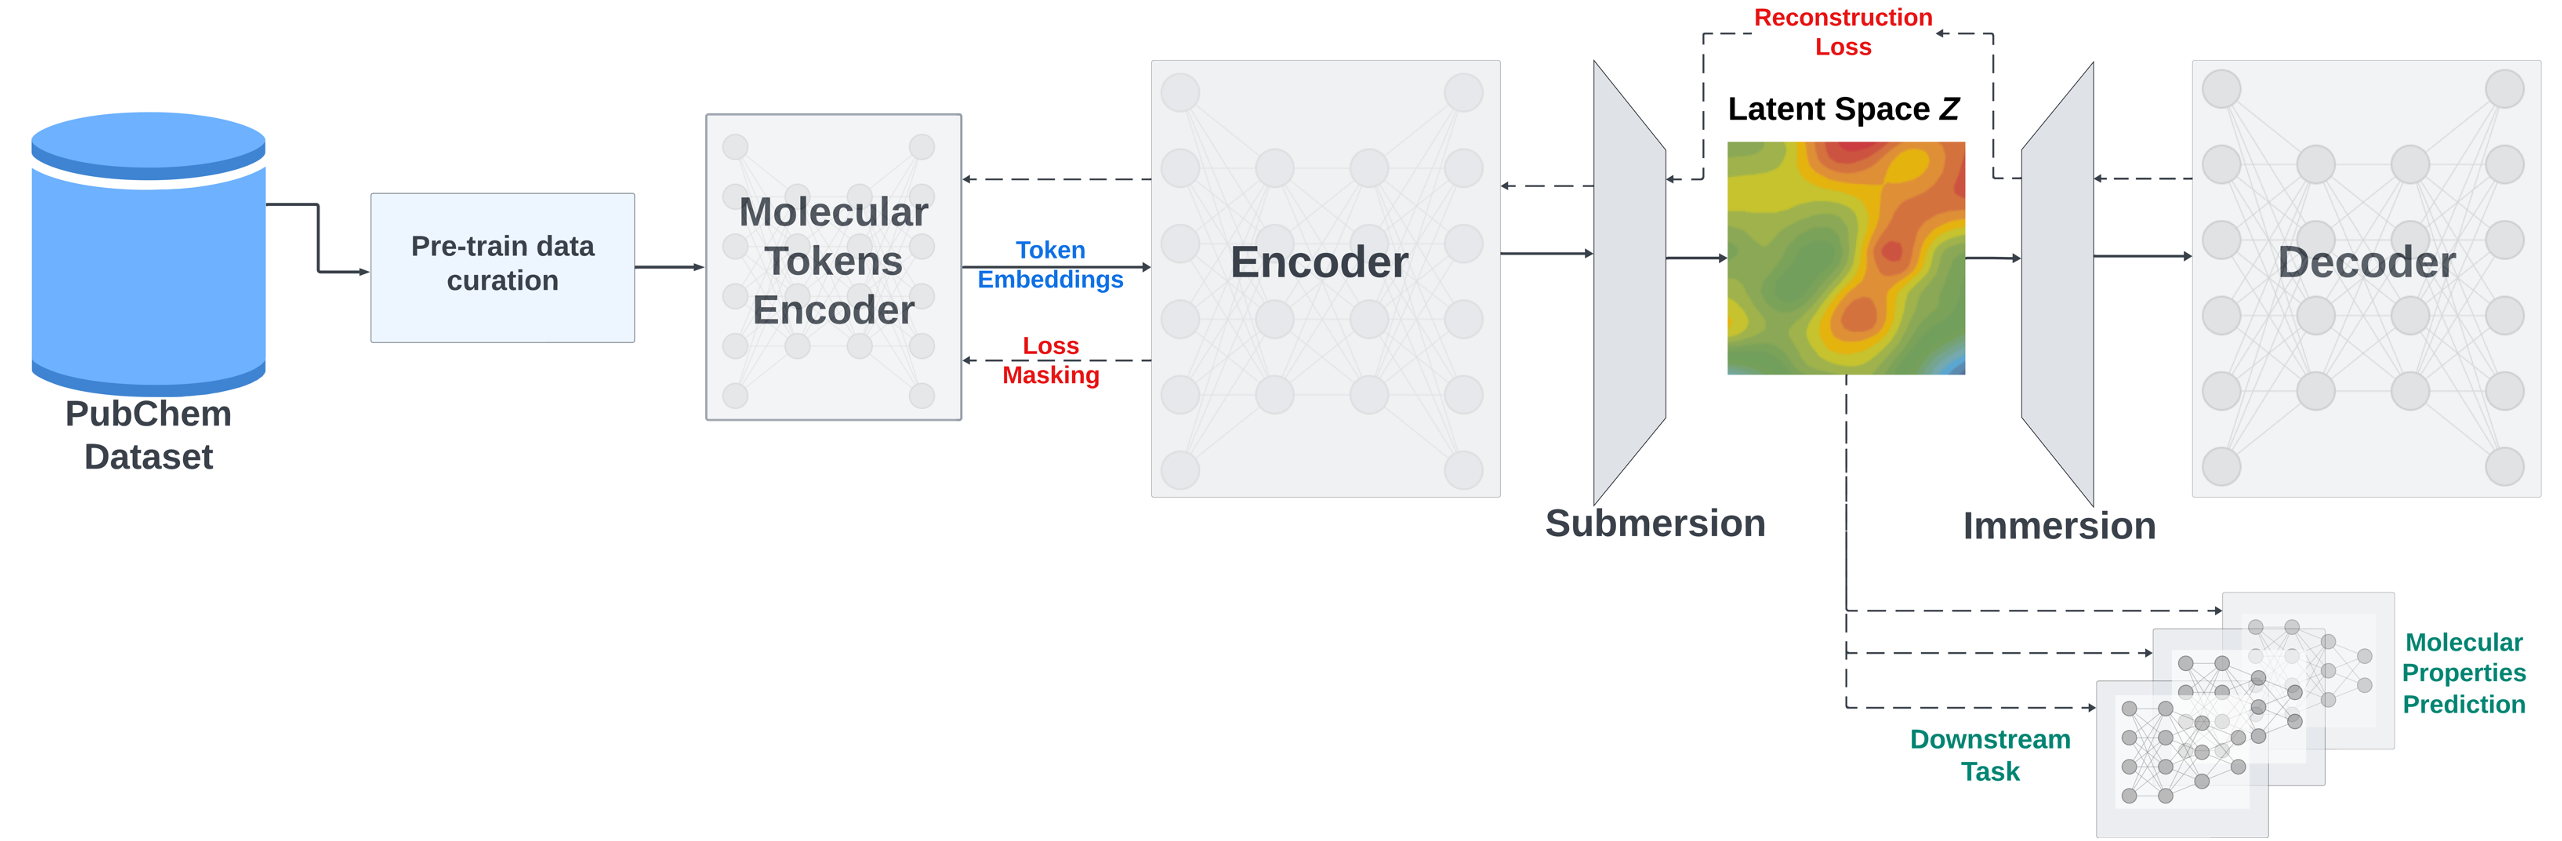 PubChem
Dataset
Pre-train data
curation
Molecular
Tokens
Encoder
Token
Embeddings
Loss
Masking
Encoder
Submersion
Reconstruction
Loss
Latent Space Z
Immersion
Decoder
Downstream
Task
Molecular
Properties
Prediction